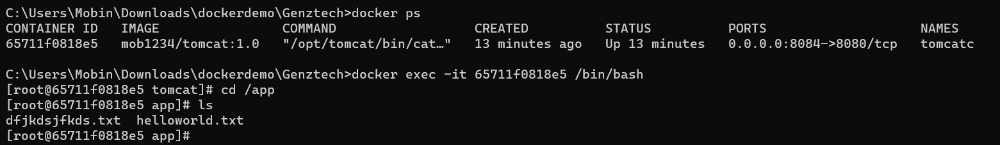 C:\Users\Mobin\Downloads\dockerdemo\Genztech>docker ps
CONTAINER ID   IMAGE                COMMAND                  CREATED          STATUS          PORTS                    NAMES
65711f0818e5   mob1234/tomcat:1.0   "/opt/tomcat/bin/cat…"   13 minutes ago   Up 13 minutes   0.0.0.0:8084->8080/tcp   tomcatc
C:\Users\Mobin\Downloads\dockerdemo\Genztech>docker exec -it 65711f0818e5 /bin/bash
[root@65711f0818e5 tomcat]# cd /app
[root@65711f0818e5 app]# ls
dfjkdsjfkds.txt  helloworld.txt
[root@65711f0818e5 app]#